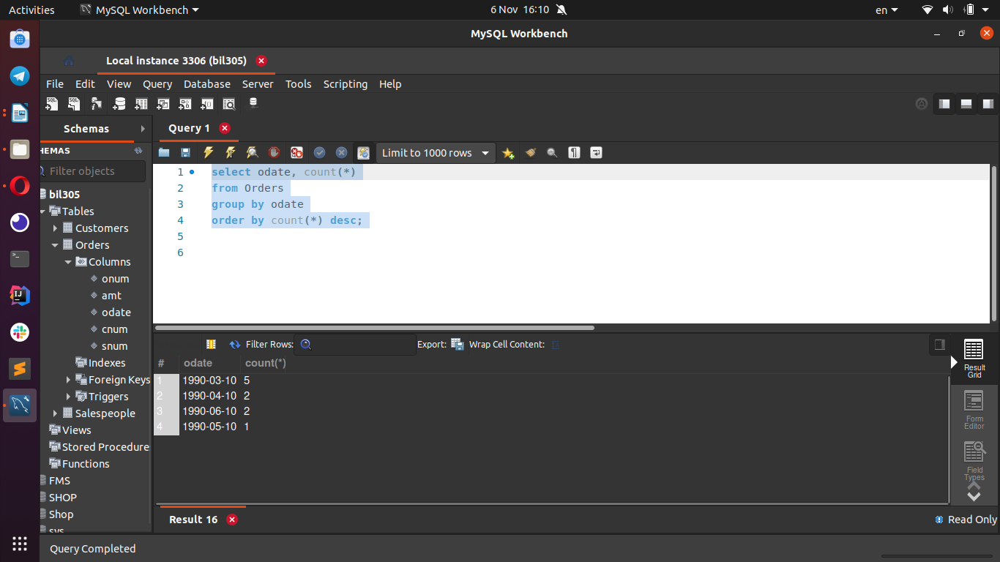 Activities MySQL Workbench 6 Nov 16:10 en
MySQL Workbench
Local instance 3306 (bil305)
File Edit View Query Database Server Tools Scripting Help
Schemas
Query 1
HEMAS
Limit to 1000 rows
Filter objects
bil305
Tables
Customers
Orders
Columns
onum
amt
odate
cnum
snum
Indexes
Foreign Keys
Triggers
Salespeople
Views
Stored Procedure
Functions
FMS
SHOP
Shop
sys
1 select odate, count(*)
2 from Orders
3 group by odate
4 order by count(*) desc;
5
6
Filter Rows: Export: Wrap Cell Content:
# odate count(*)
1 1990-03-10 5
2 1990-04-10 2
3 1990-06-10 2
4 1990-05-10 1
Result
Grid
Form
Editor
Field
Types
Result 16
Read Only
Query Completed